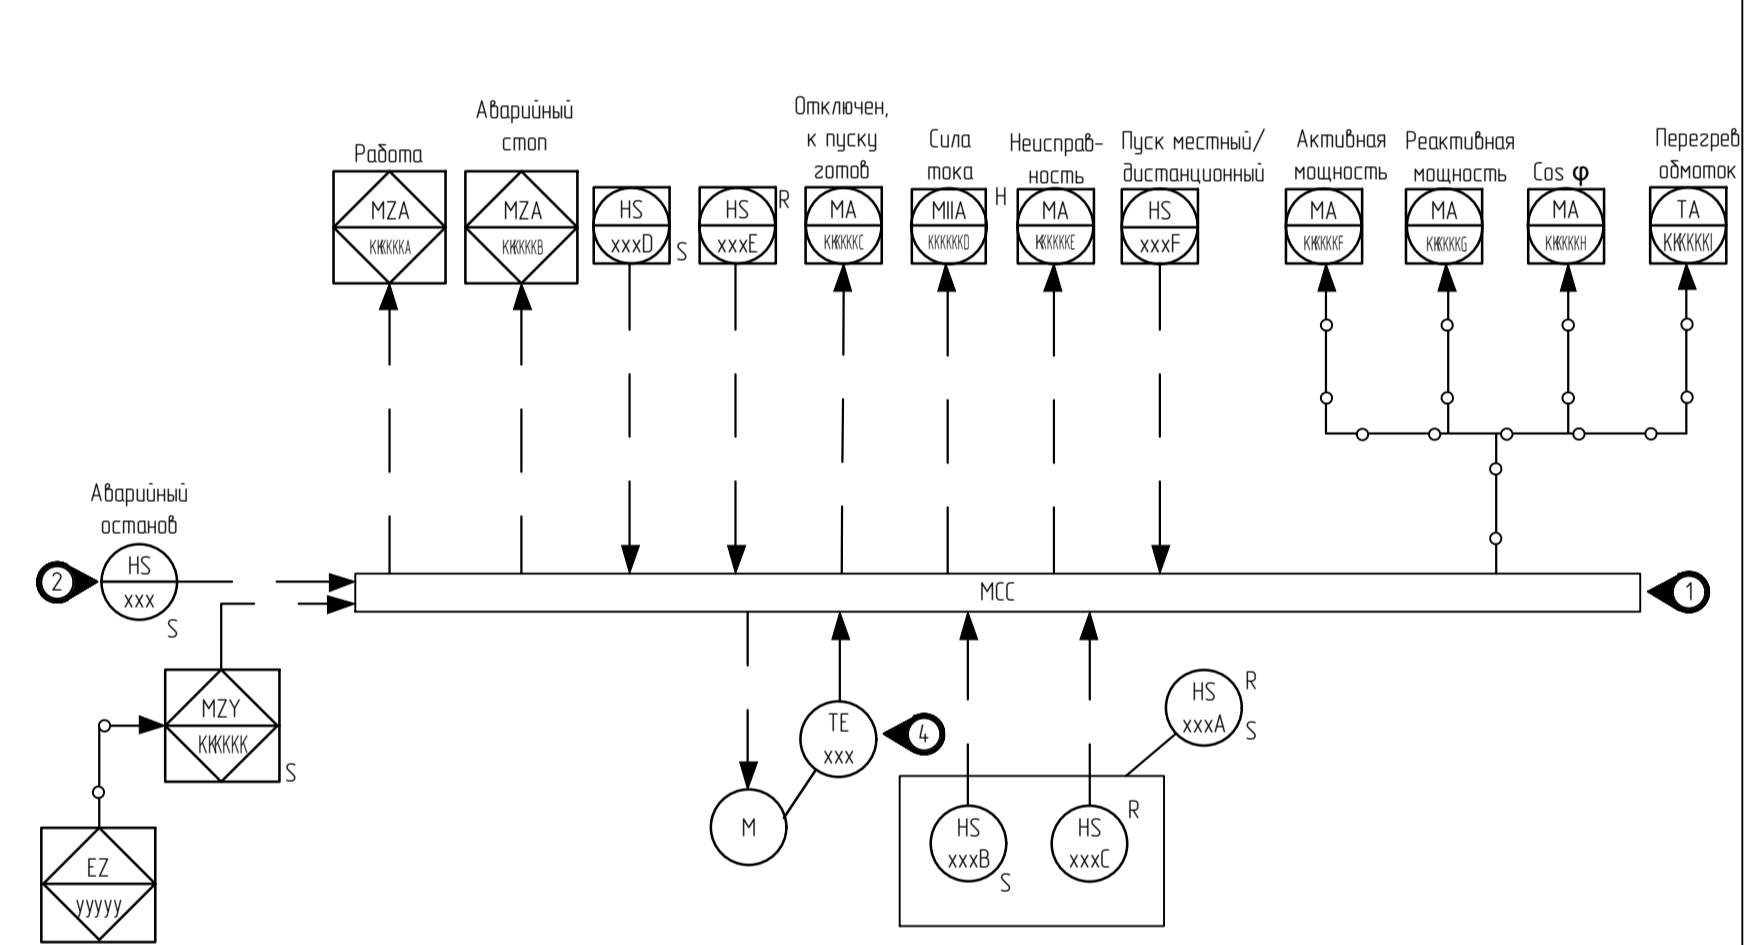 Работа
Аварийный
стоп
Отключен,
к пуску
готов
Сила
тока
Неисправ-
ность
Пуск местный/
дистанционный
Активная
мощность
Реактивная
мощность
Cos φ
Перегрев
обмоток
MZA
KKKKKKA
MZA
KKKKKKB
HS
xxxD
S
HS
xxxE
R
MA
KKKKKKC
MIIA
KKKKKKD
H
MA
KKKKKKE
HS
xxxF
MA
KKKKKKF
MA
KKKKKKG
MA
KKKKKKH
TA
KKKKKKI
Аварийный
останов
2
HS
xxx
S
MCC
1
MZY
KKKKKK
S
EZ
yyyyy
M
TE
xxx
4
HS
xxxA
R
S
HS
xxxB
S
HS
xxxC
R